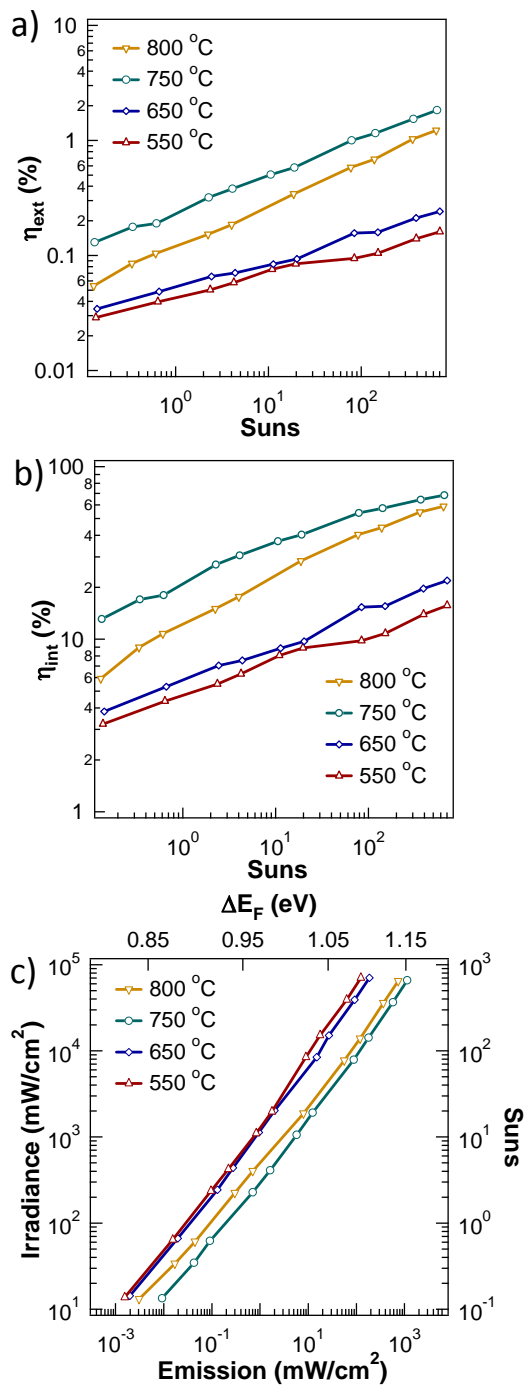 a)
10
6
4
2
1
6
4
2
0.1
6
4
2
0.01
η_ext (%)
800 °C
750 °C
650 °C
550 °C
10^0 10^1 10^2
Suns
b)
100
6
4
2
10
8
6
4
2
1
η_int (%)
800 °C
750 °C
650 °C
550 °C
10^0 10^1 10^2
Suns
ΔE_F (eV)
0.85 0.95 1.05 1.15
c)
10^5
10^4
10^3
10^2
10^1
Irradiance (mW/cm^2)
800 °C
750 °C
650 °C
550 °C
10^3
10^2
10^1
10^0
10^-1
Suns
10^-3 10^-1 10^1 10^3
Emission (mW/cm^2)